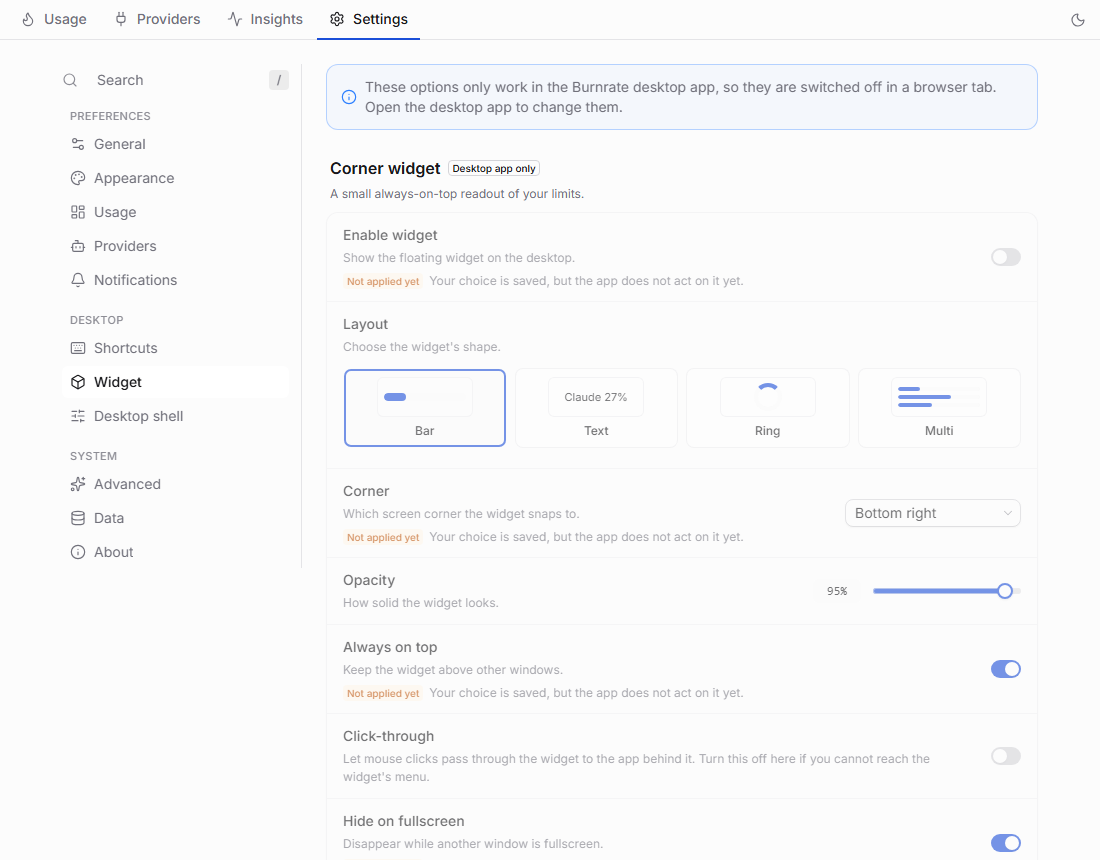 Usage
Providers
Insights
Settings
Search
/
PREFERENCES
General
Appearance
Usage
Providers
Notifications
DESKTOP
Shortcuts
Widget
Desktop shell
SYSTEM
Advanced
Data
About
These options only work in the Burnrate desktop app, so they are switched off in a browser tab.
Open the desktop app to change them.
Corner widget Desktop app only
A small always-on-top readout of your limits.
Enable widget
Show the floating widget on the desktop.
Not applied yet Your choice is saved, but the app does not act on it yet.
Layout
Choose the widget's shape.
Bar
Claude 27%
Text
Ring
Multi
Corner
Which screen corner the widget snaps to.
Not applied yet Your choice is saved, but the app does not act on it yet.
Bottom right
Opacity
How solid the widget looks.
95%
Always on top
Keep the widget above other windows.
Not applied yet Your choice is saved, but the app does not act on it yet.
Click-through
Let mouse clicks pass through the widget to the app behind it. Turn this off here if you cannot reach the
widget's menu.
Hide on fullscreen
Disappear while another window is fullscreen.